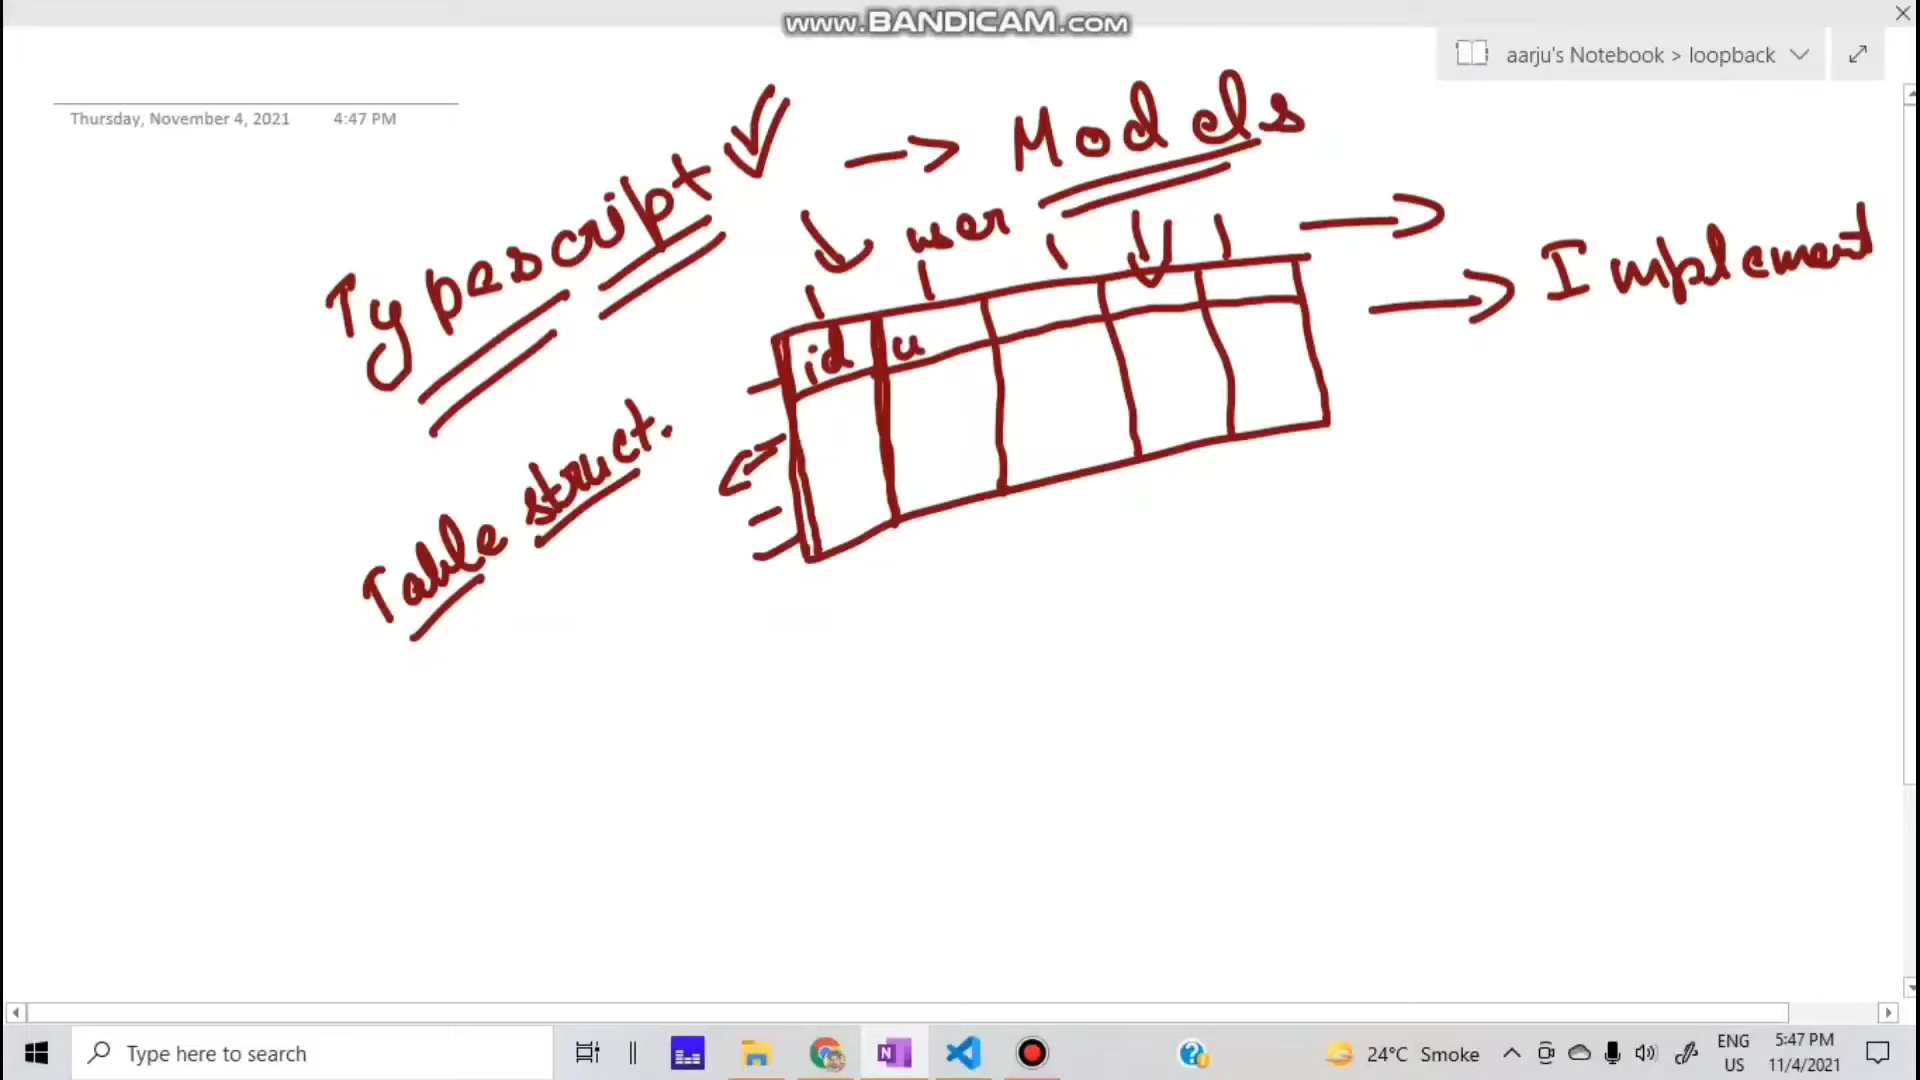 www.BANDICAM.com
aarju's Notebook > loopback
Thursday, November 4, 2021 4:47 PM
Typescript
Models
user
Implement
id u
Table struct.
Type here to search
24°C Smoke
ENG
US
5:47 PM
11/4/2021